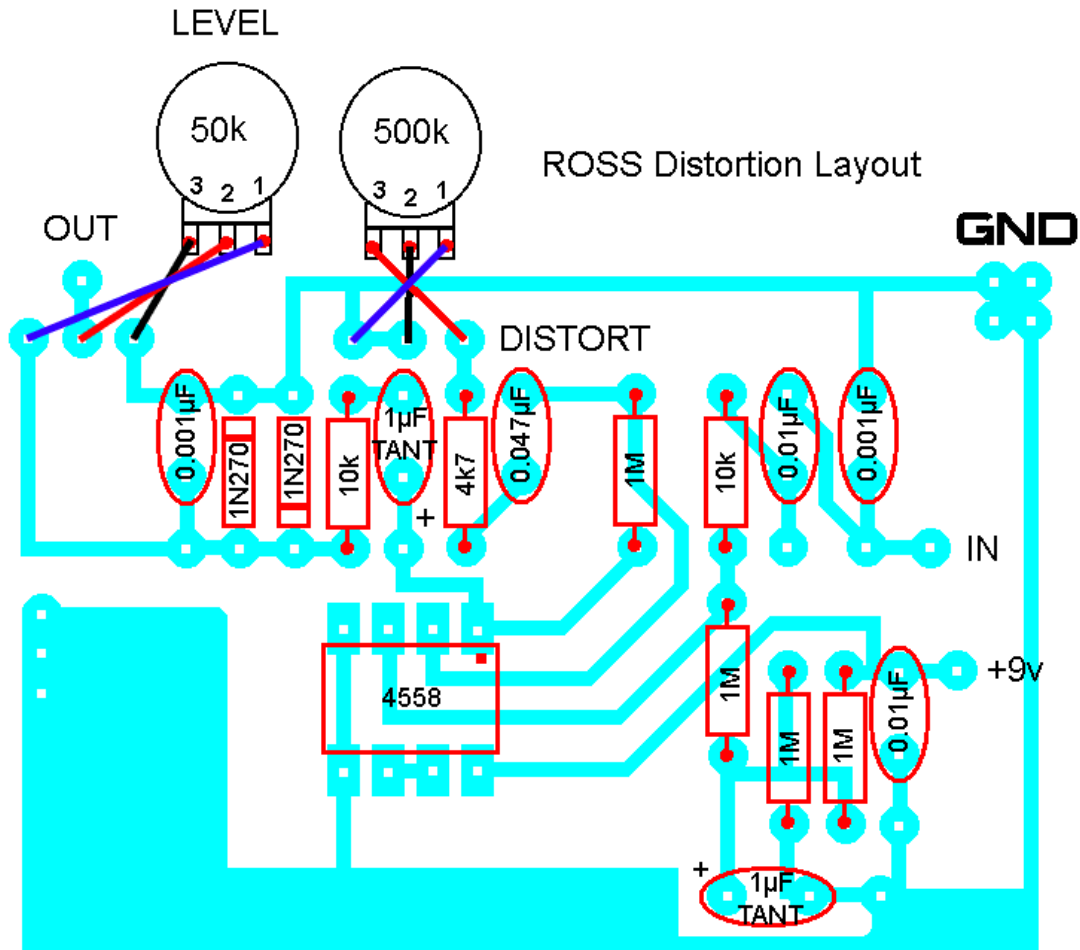 LEVEL
50k
3 2 1
500k
3 2 1
ROSS Distortion Layout
OUT
GND
DISTORT
0.001µF
1N270
1N270
10k
1µF
TANT
+
4k7
0.047µF
1M
10k
0.01µF
0.001µF
IN
4558
1M
1M
1M
0.01µF
+9v
+
1µF
TANT